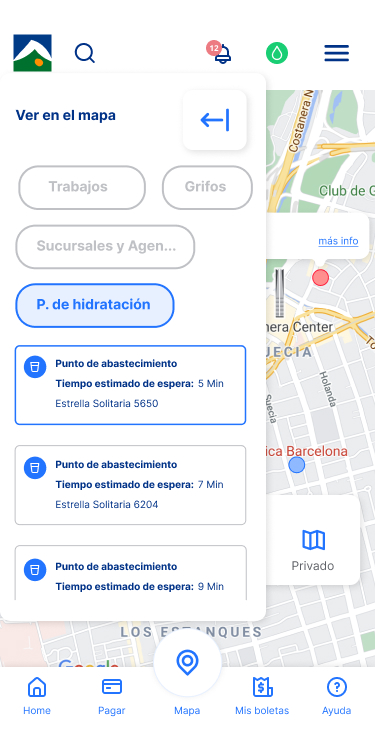 12
Ver en el mapa
Costanera N
Trabajos
Grifos
Club de G
Sucursales y Agen...
más info
P. de hidratación
nera Center
UECIA
Punto de abastecimiento
Tiempo estimado de espera: 5 Min
Estrella Solitaria 5650
Holanda
Suecia
To
Punto de abastecimiento
Tiempo estimado de espera: 7 Min
Estrella Solitaria 6204
ica Barcelona
Punto de abastecimiento
Tiempo estimado de espera: 9 Min
Privado
LOS ESTANQUES
Google
Home
Pagar
Mapa
Mis boletas
Ayuda